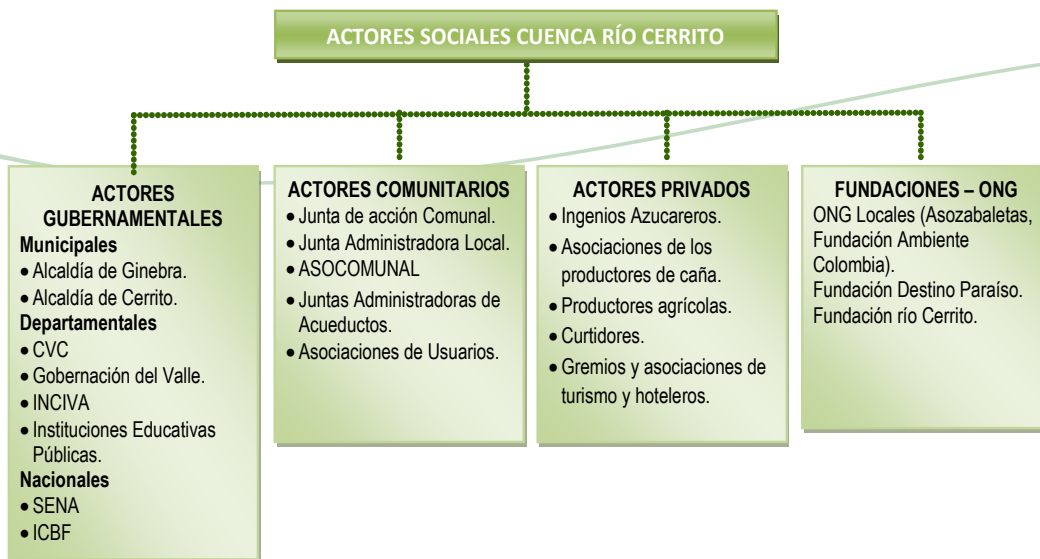 ACTORES SOCIALES CUENCA RÍO CERRITO
ACTORES
GUBERNAMENTALES
Municipales
• Alcaldía de Ginebra.
• Alcaldía de Cerrito.
Departamentales
• CVC
• Gobernación del Valle.
• INCIVA
• Instituciones Educativas
Públicas.
Nacionales
• SENA
• ICBF
ACTORES COMUNITARIOS
• Junta de acción Comunal.
• Junta Administradora Local.
• ASOCOMUNAL
• Juntas Administradoras de
Acueductos.
• Asociaciones de Usuarios.
ACTORES PRIVADOS
• Ingenios Azucareros.
• Asociaciones de los
productores de caña.
• Productores agrícolas.
• Curtidores.
• Gremios y asociaciones de
turismo y hoteleros.
FUNDACIONES – ONG
ONG Locales (Asozabaletas,
Fundación Ambiente
Colombia).
Fundación Destino Paraíso.
Fundación río Cerrito.